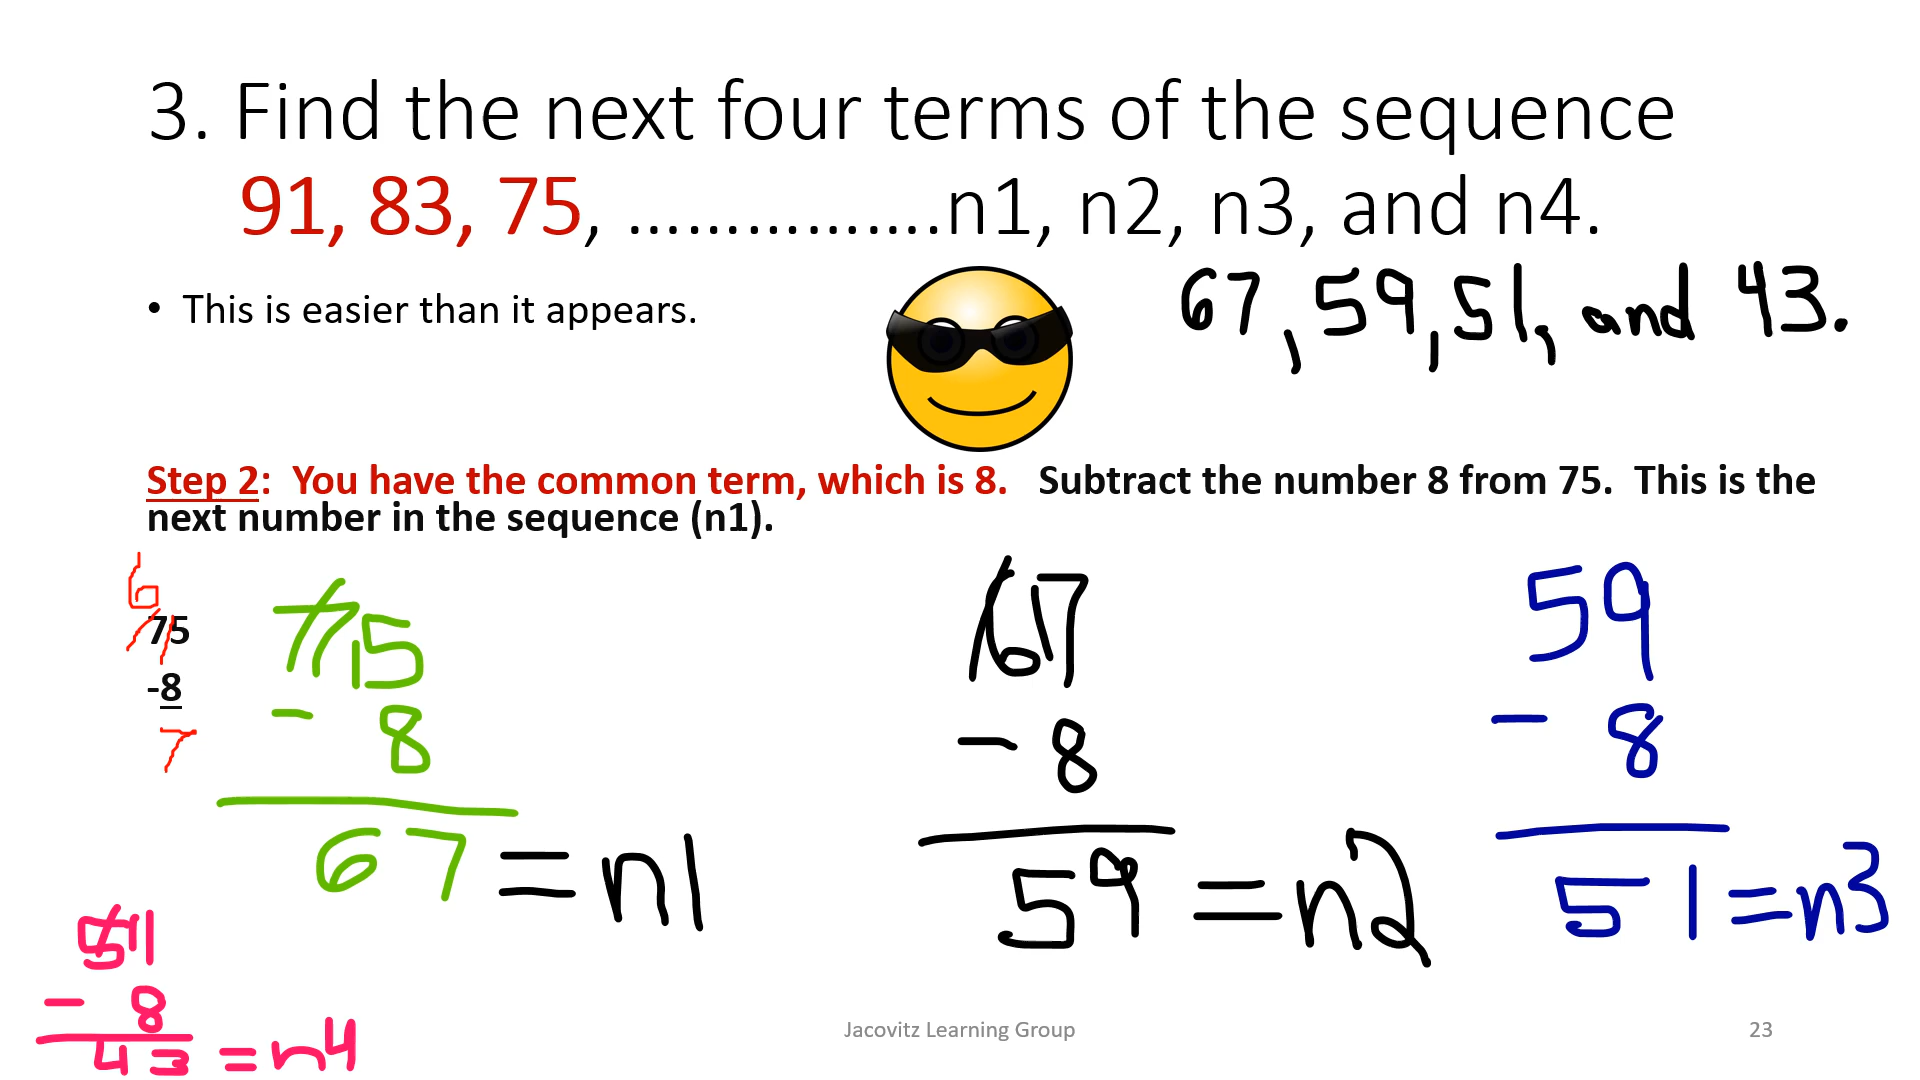 3. Find the next four terms of the sequence
91, 83, 75, ................n1, n2, n3, and n4.
• This is easier than it appears.
67, 59, 51, and 43.
Step 2: You have the common term, which is 8. Subtract the number 8 from 75. This is the
next number in the sequence (n1).
6
75
-8
7
75
- 8
67 = n1
67
- 8
59 = n2
59
- 8
51 = n3
51
- 8
43 = n4
Jacovitz Learning Group
23